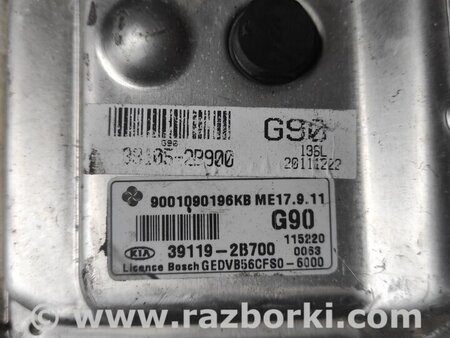 G90
G90
39105-2B900
196L
20111222
9001090196KB ME17.9.11
G90
115220
KIA 39119-2B700 0063
Licence Bosch GEDVB56CFS0-6000
www.razborki.com